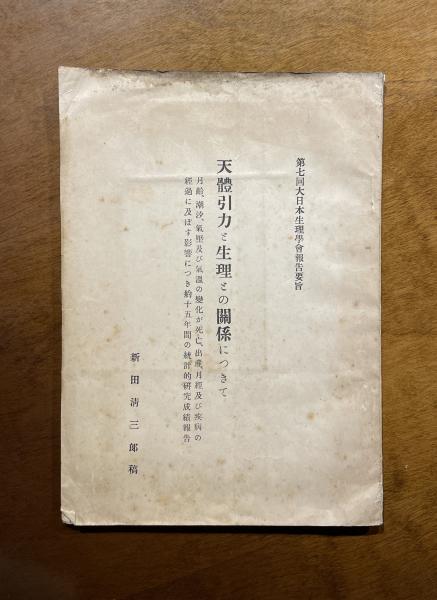 第七回大日本生理學會報告要旨
天體引力と生理との關係につきて
月齡、潮汐、氣壓及び氣溫の變化が死亡、出產、月經及び疾病の
經過に及ぼす影響につき約十五年間の統計的研究成績報告
新田淸三郎稿